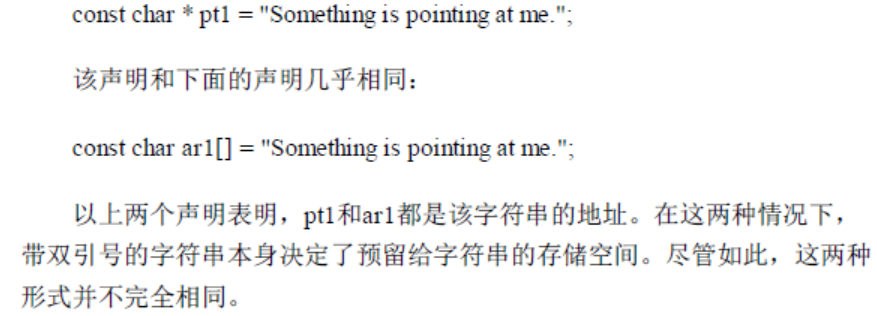 const char * pt1 = "Something is pointing at me.";
该声明和下面的声明几乎相同：
const char ar1[] = "Something is pointing at me.";
以上两个声明表明，pt1和ar1都是该字符串的地址。在这两种情况下，
带双引号的字符串本身决定了预留给字符串的存储空间。尽管如此，这两种
形式并不完全相同。